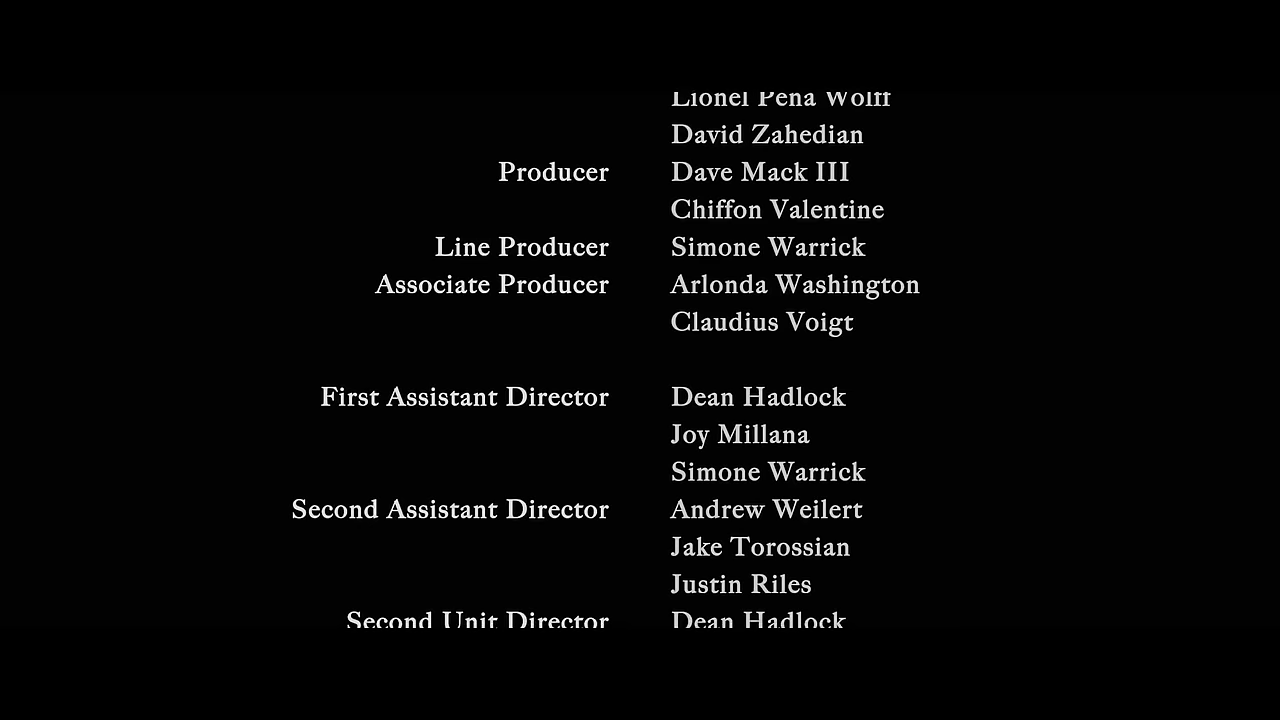 Lionel Pena Wolff
David Zahedian
Producer Dave Mack III
Chiffon Valentine
Line Producer Simone Warrick
Associate Producer Arlonda Washington
Claudius Voigt
First Assistant Director Dean Hadlock
Joy Millana
Simone Warrick
Second Assistant Director Andrew Weilert
Jake Torossian
Justin Riles
Second Unit Director Dean Hadlock